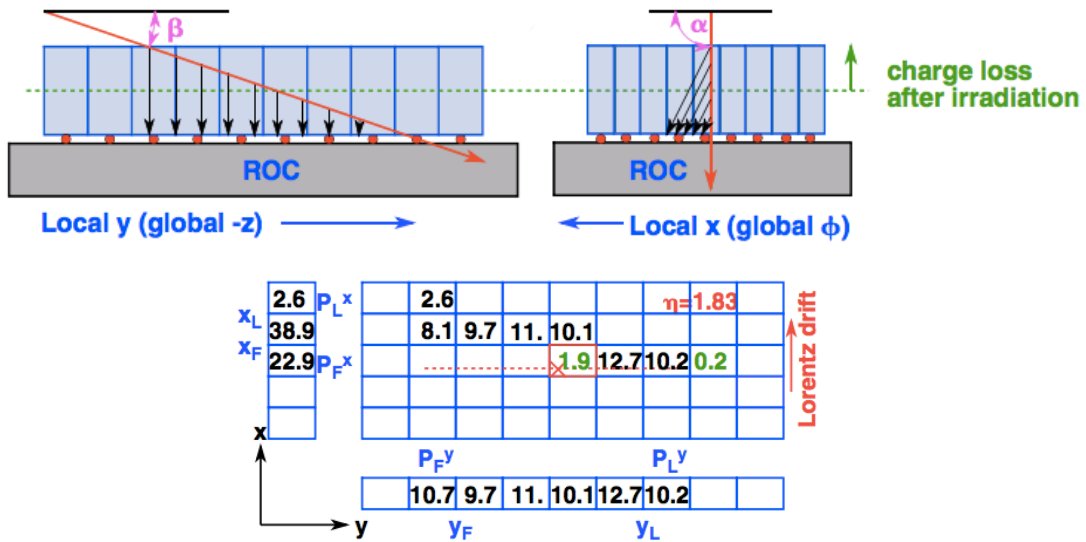 β
α
charge loss
after irradiation
ROC
ROC
Local y (global -z)
Local x (global ϕ)
2.6 P_L^x 2.6 η=1.83
x_L 38.9 8.1 9.7 11. 10.1
x_F 22.9 P_F^x 1.9 12.7 10.2 0.2
Lorentz drift
x
P_F^y P_L^y
10.7 9.7 11. 10.1 12.7 10.2
y y_F y_L